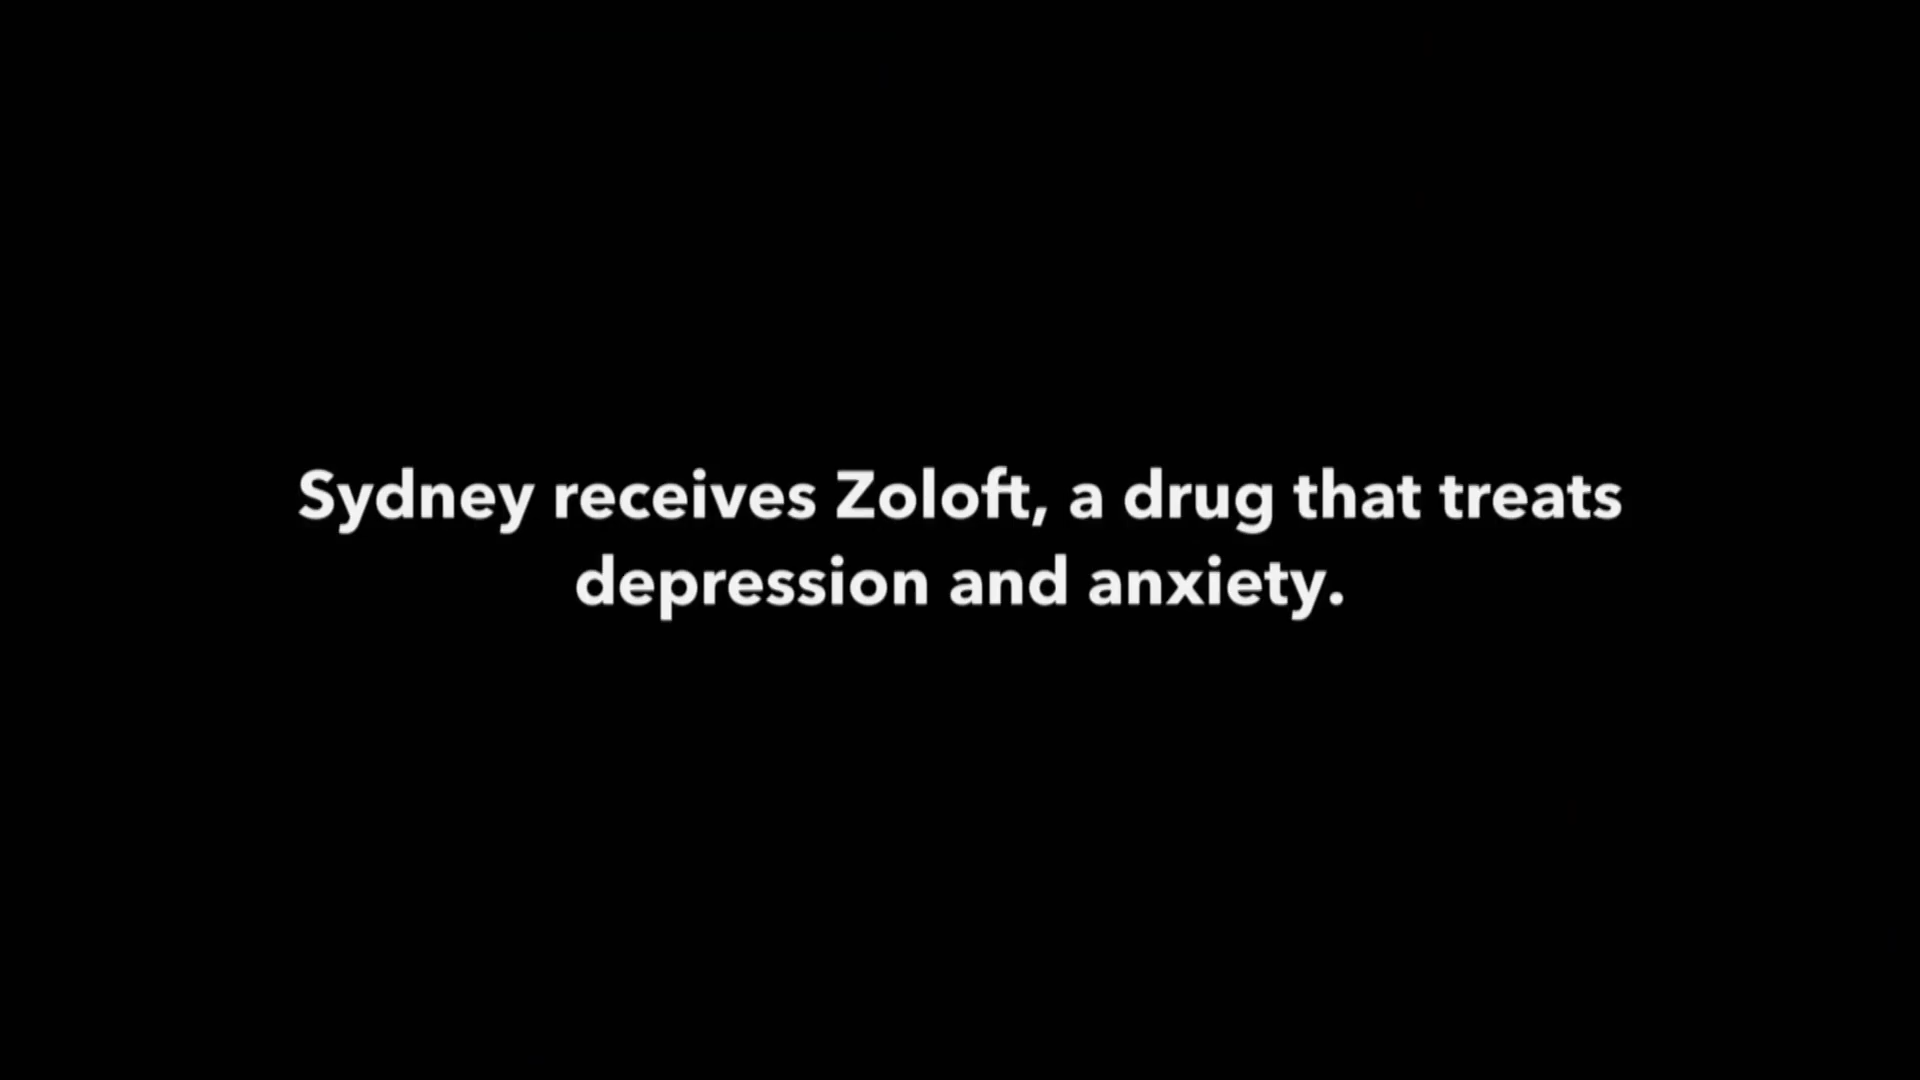 Sydney receives Zoloft, a drug that treats
depression and anxiety.